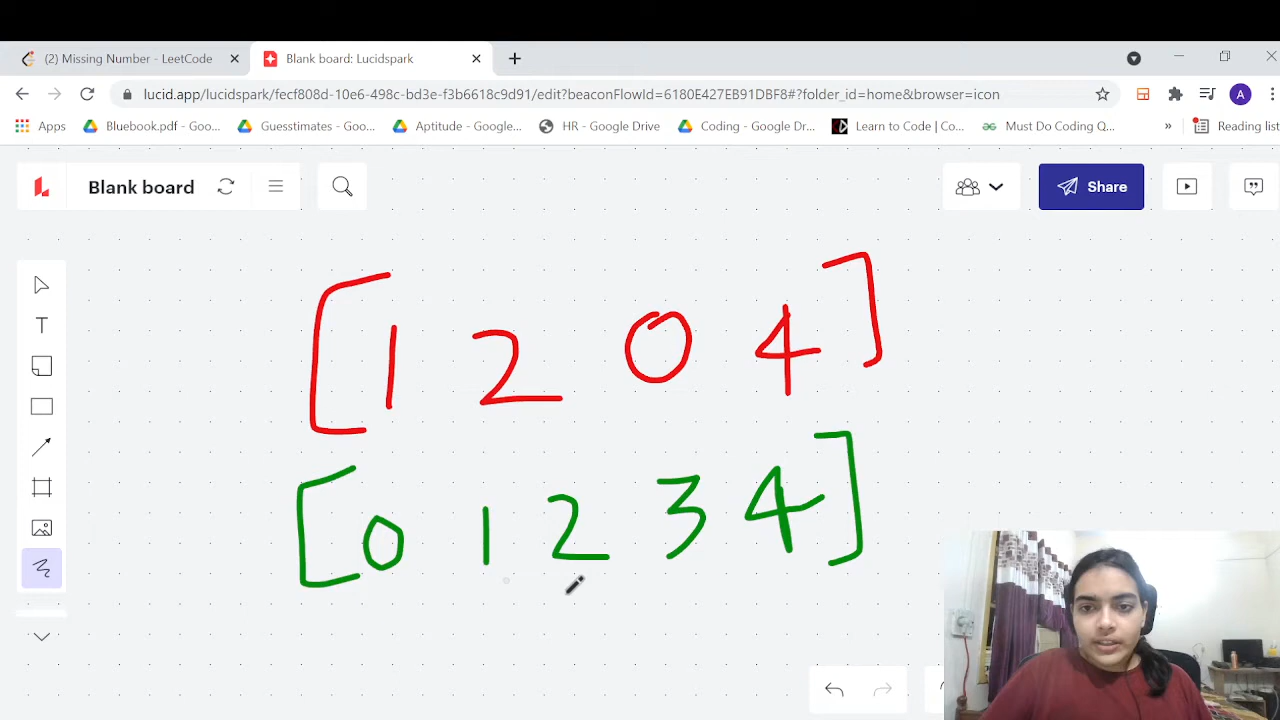 (2) Missing Number - LeetCode
Blank board: Lucidspark
lucid.app/lucidspark/fecf808d-10e6-498c-bd3e-f3b6618c9d91/edit?beaconFlowId=6180E427EB91DBF8#?folder_id=home&browser=icon
A
Apps
Bluebook.pdf - Goo...
Guesstimates - Goo...
Aptitude - Google...
HR - Google Drive
Coding - Google Dr...
Learn to Code | Co...
Must Do Coding Q...
»
Reading list
Blank board
Share
T
[1 2 0 4]
[0 1 2 3 4]